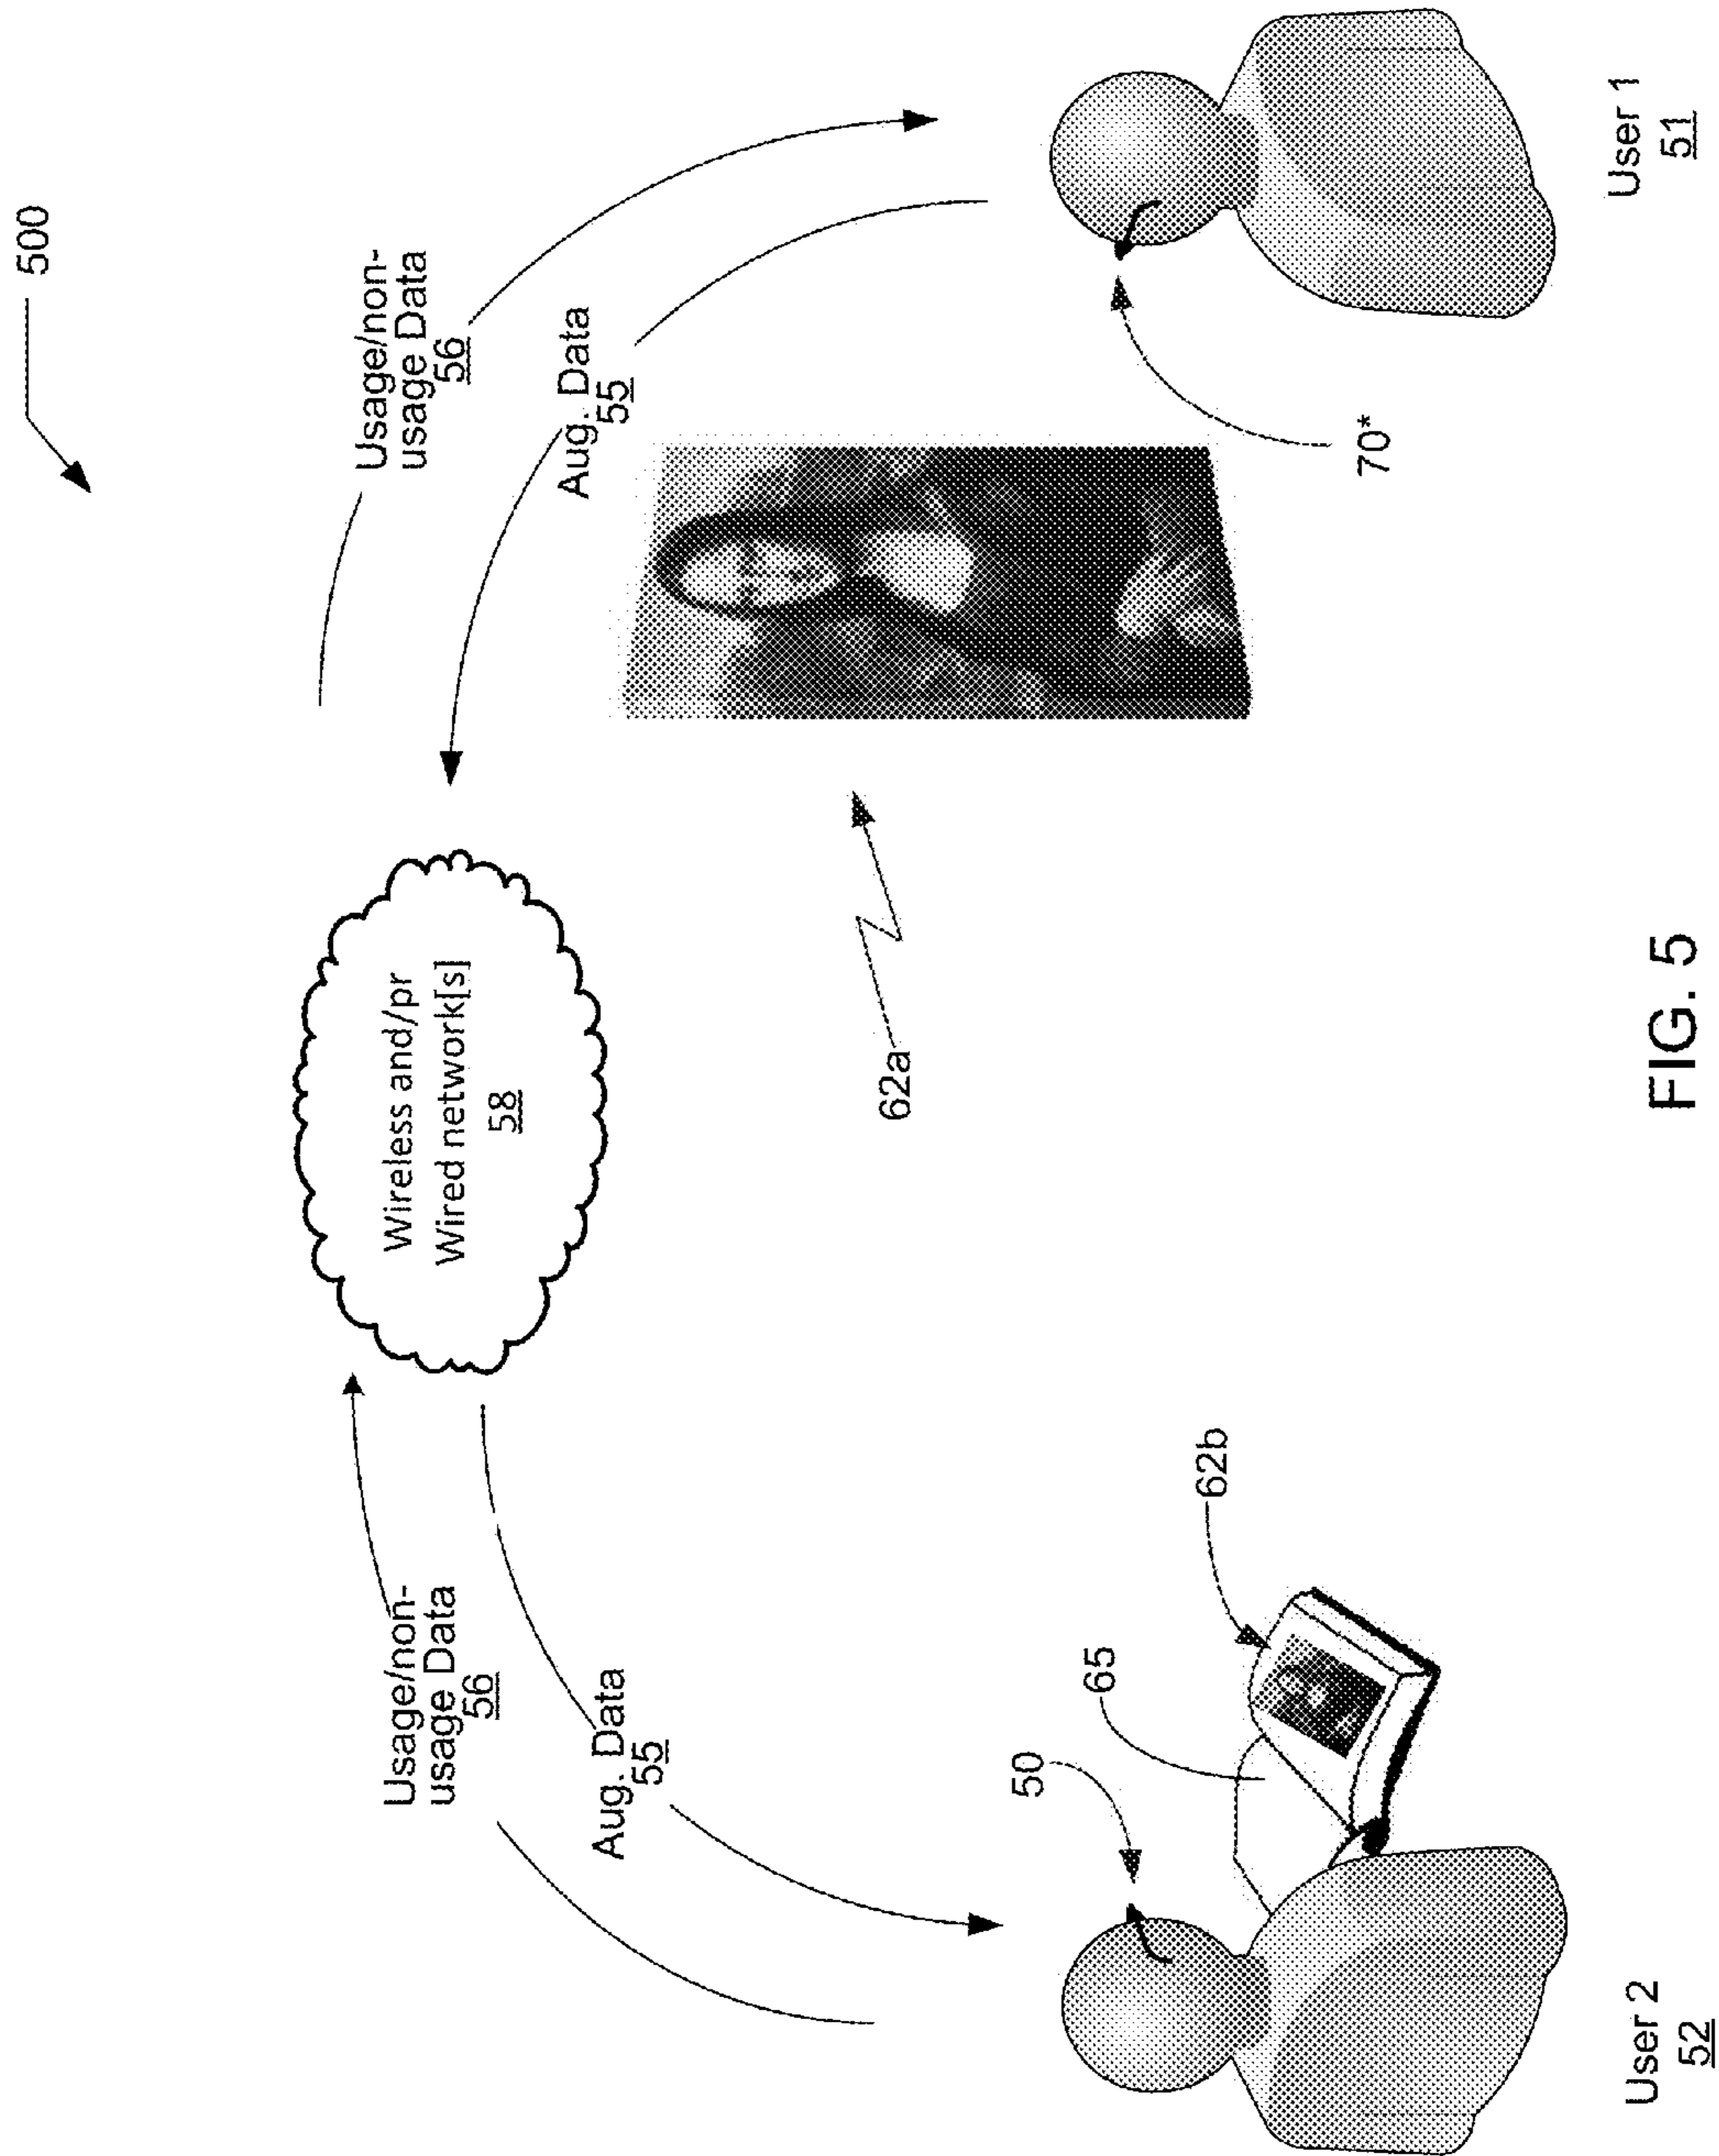 500
Usage/non-
usage Data
56
Aug. Data
55
Wireless and/pr
Wired network[s]
58
Usage/non-
usage Data
56
Aug. Data
55
62a
62b
65
50
70*
User 2
52
User 1
51
FIG. 5